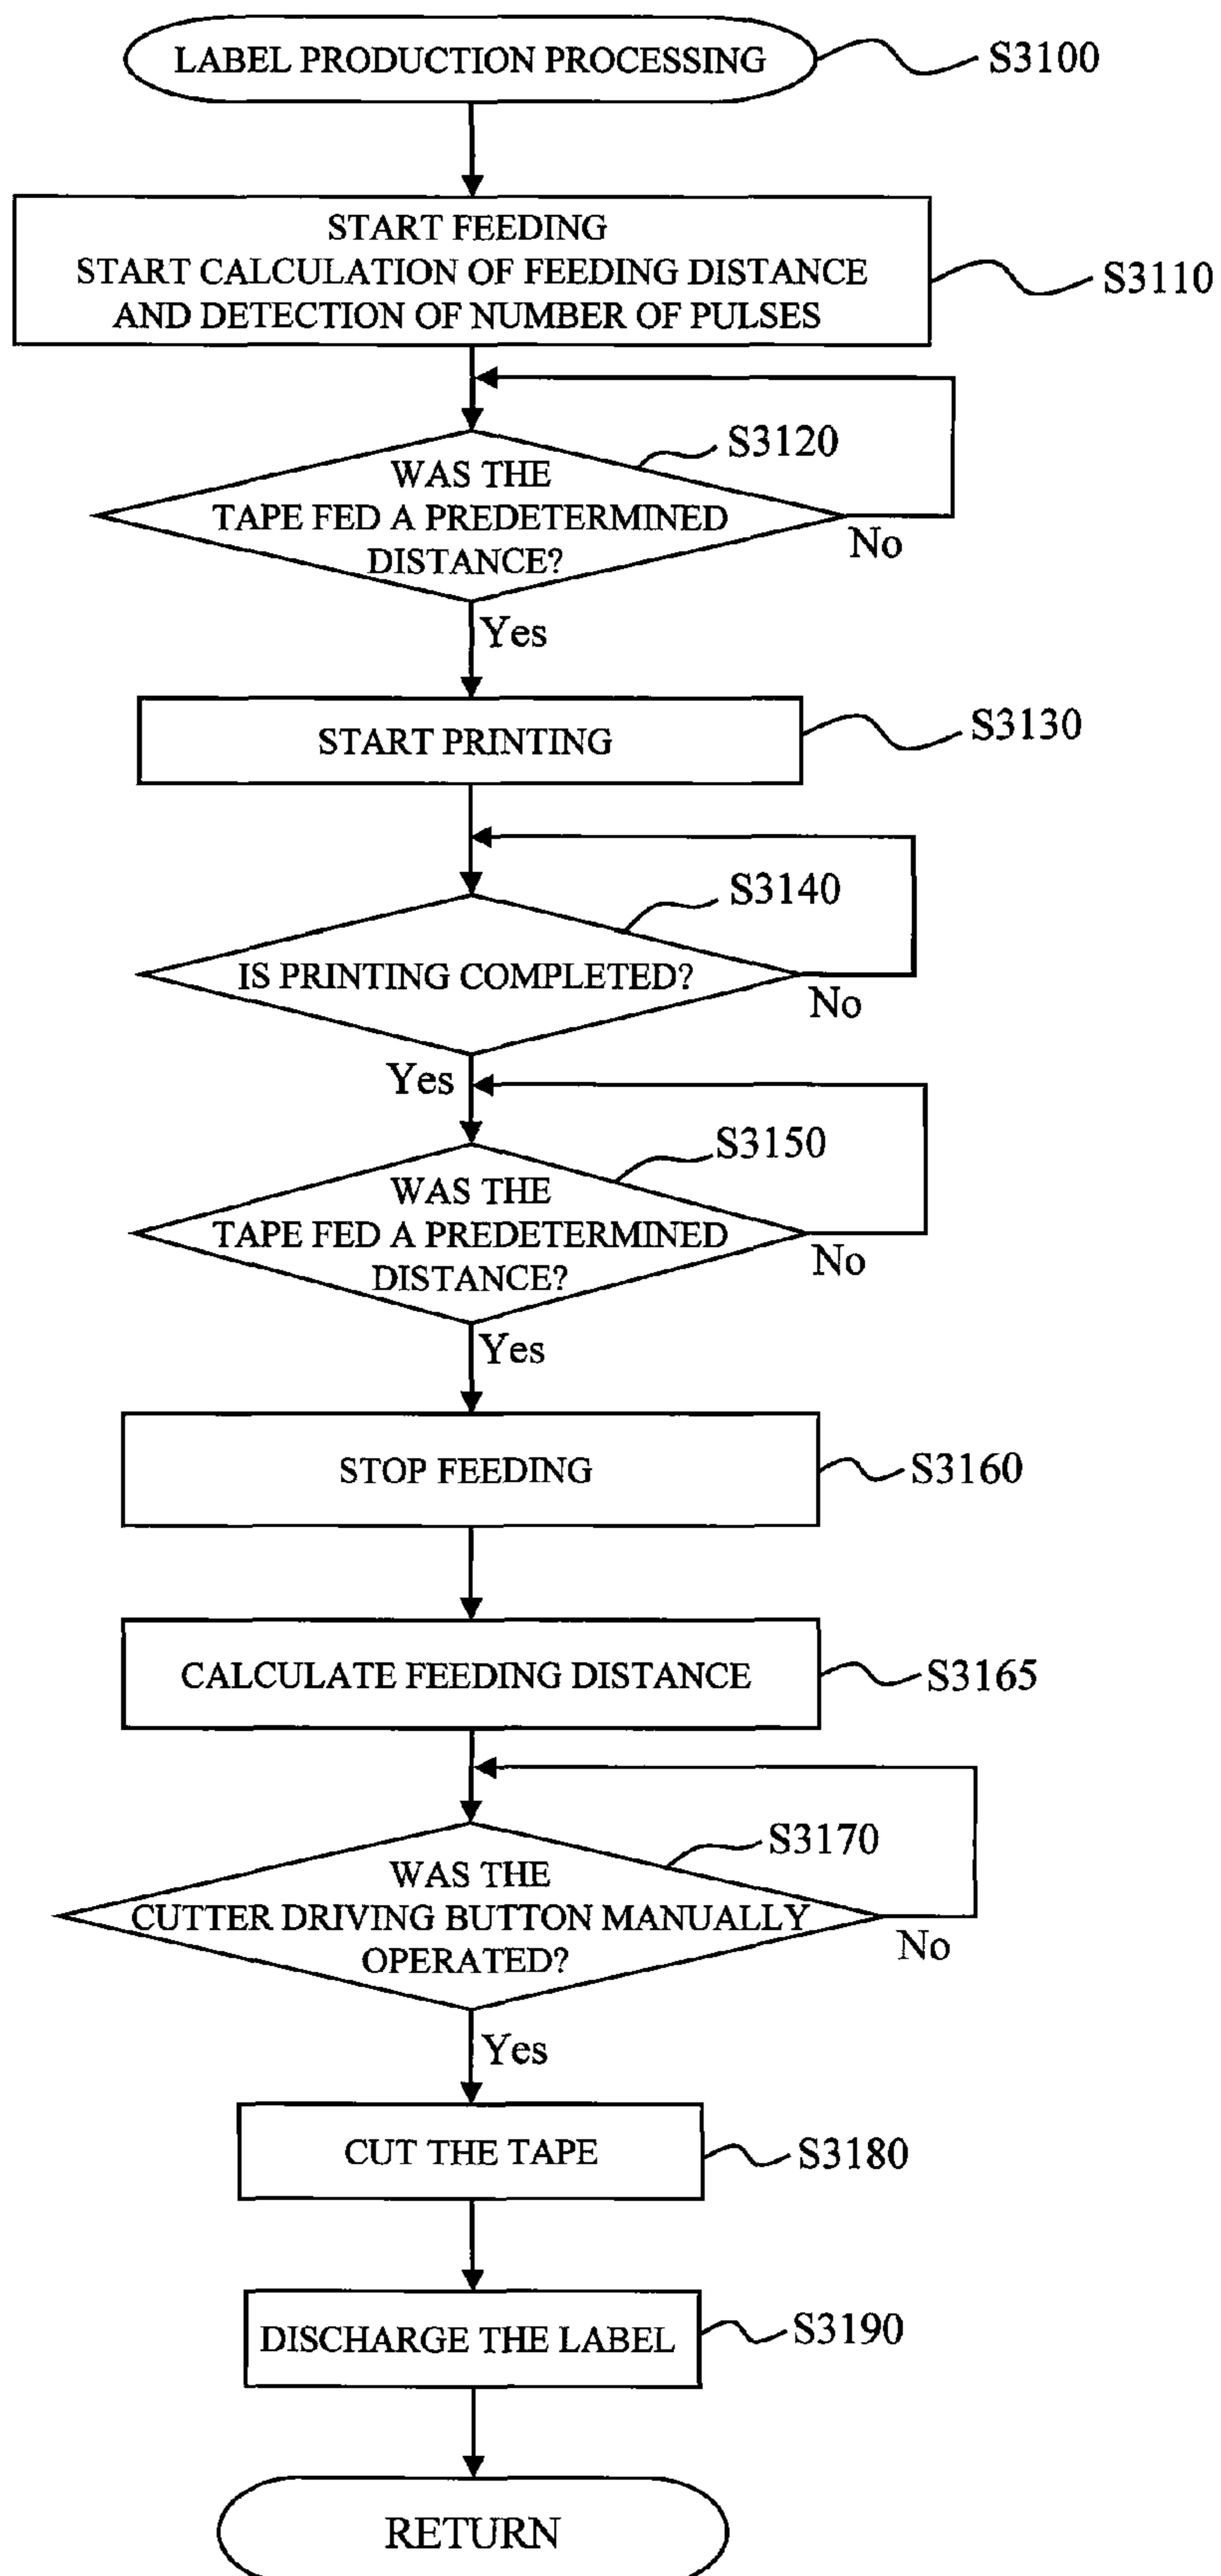 LABEL PRODUCTION PROCESSING
S3100
START FEEDING
START CALCULATION OF FEEDING DISTANCE
AND DETECTION OF NUMBER OF PULSES
S3110
S3120
WAS THE
TAPE FED A PREDETERMINED
DISTANCE?
No
Yes
START PRINTING
S3130
S3140
IS PRINTING COMPLETED?
No
Yes
S3150
WAS THE
TAPE FED A PREDETERMINED
DISTANCE?
No
Yes
STOP FEEDING
S3160
CALCULATE FEEDING DISTANCE
S3165
S3170
WAS THE
CUTTER DRIVING BUTTON MANUALLY
OPERATED?
No
Yes
CUT THE TAPE
S3180
DISCHARGE THE LABEL
S3190
RETURN